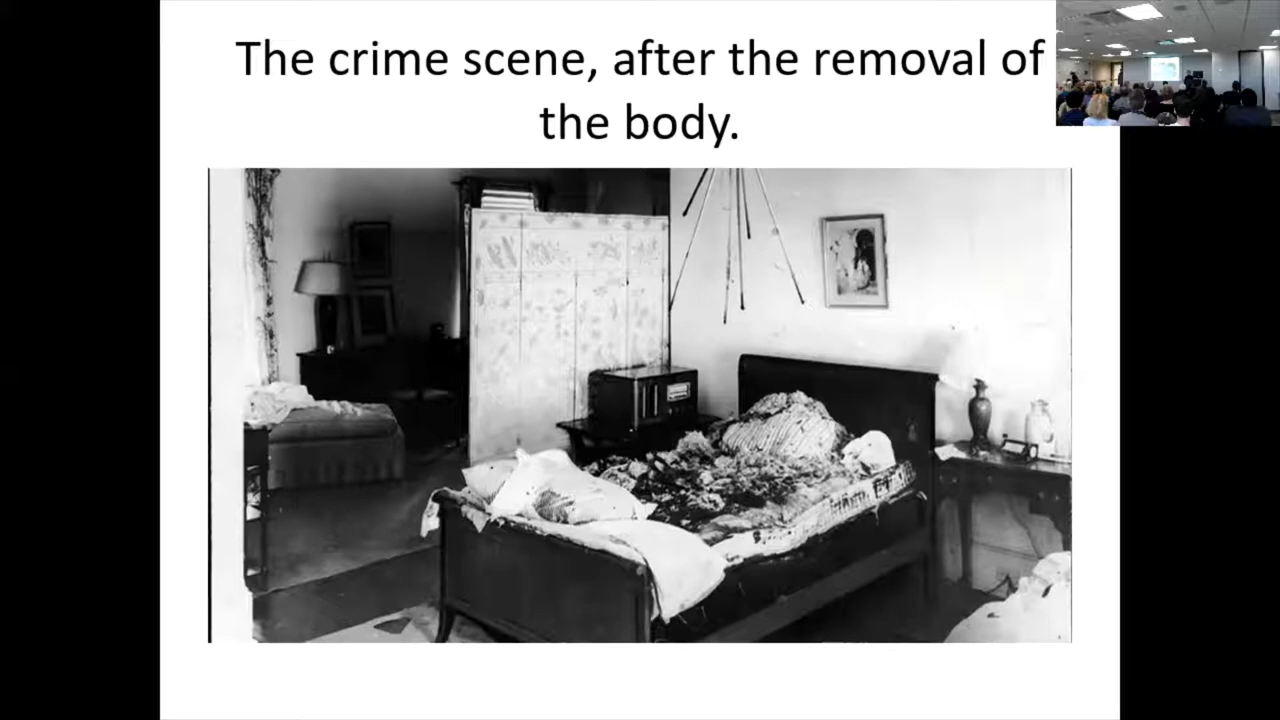 The crime scene, after the removal of
the body.